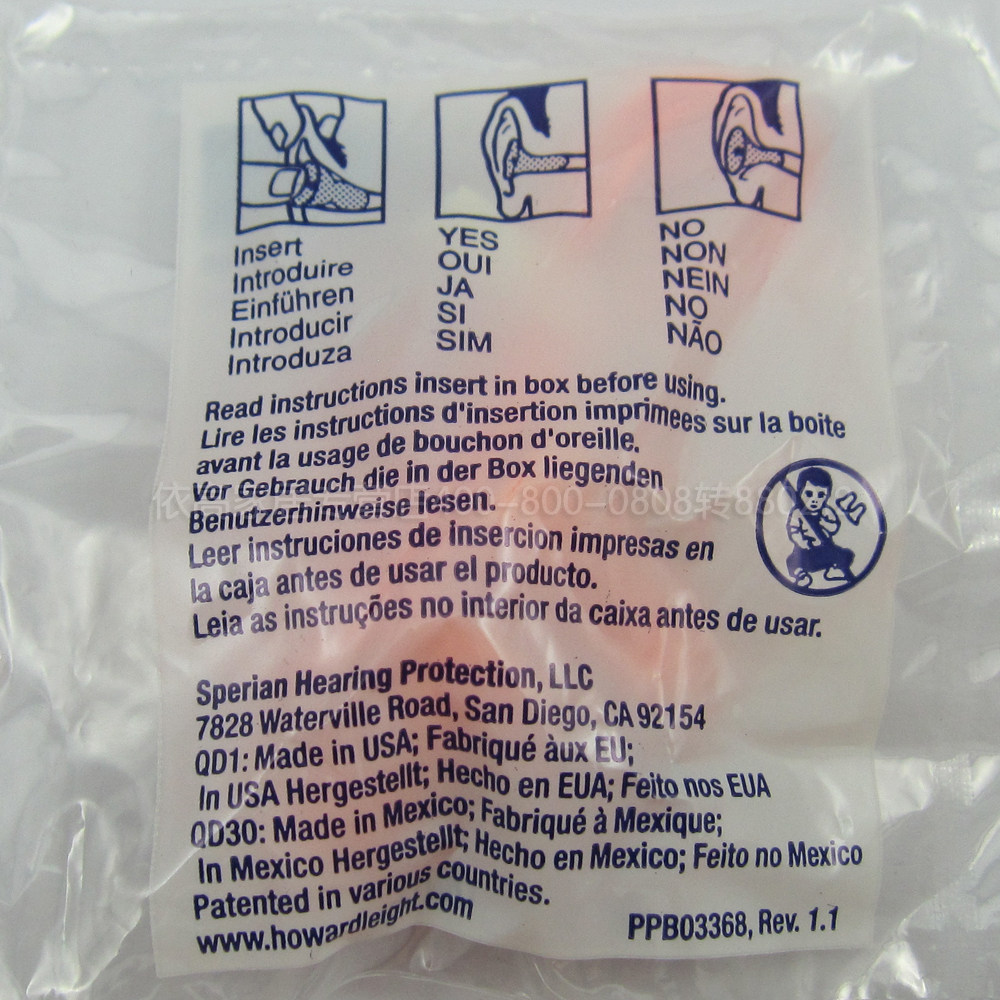 Insert
Introduire
Einführen
Introducir
Introduza
YES
OUI
JA
SI
SIM
NO
NON
NEIN
NO
NÃO
Read instructions insert in box before using.
Lire les instructions d'insertion imprimees sur la boite
avant la usage de bouchon d'oreille.
Vor Gebrauch die in der Box liegenden
Benutzerhinweise lesen.
Leer instruciones de insercion impresas en
la caja antes de usar el producto.
Leia as instruções no interior da caixa antes de usar.
Sperian Hearing Protection, LLC
7828 Waterville Road, San Diego, CA 92154
QD1: Made in USA; Fabriqué àux EU;
In USA Hergestellt; Hecho en EUA; Feito nos EUA
QD30: Made in Mexico; Fabriqué à Mexique;
In Mexico Hergestellt; Hecho en Mexico; Feito no Mexico
Patented in various countries.
www.howardleight.com
PPB03368, Rev. 1.1
-800-0808转